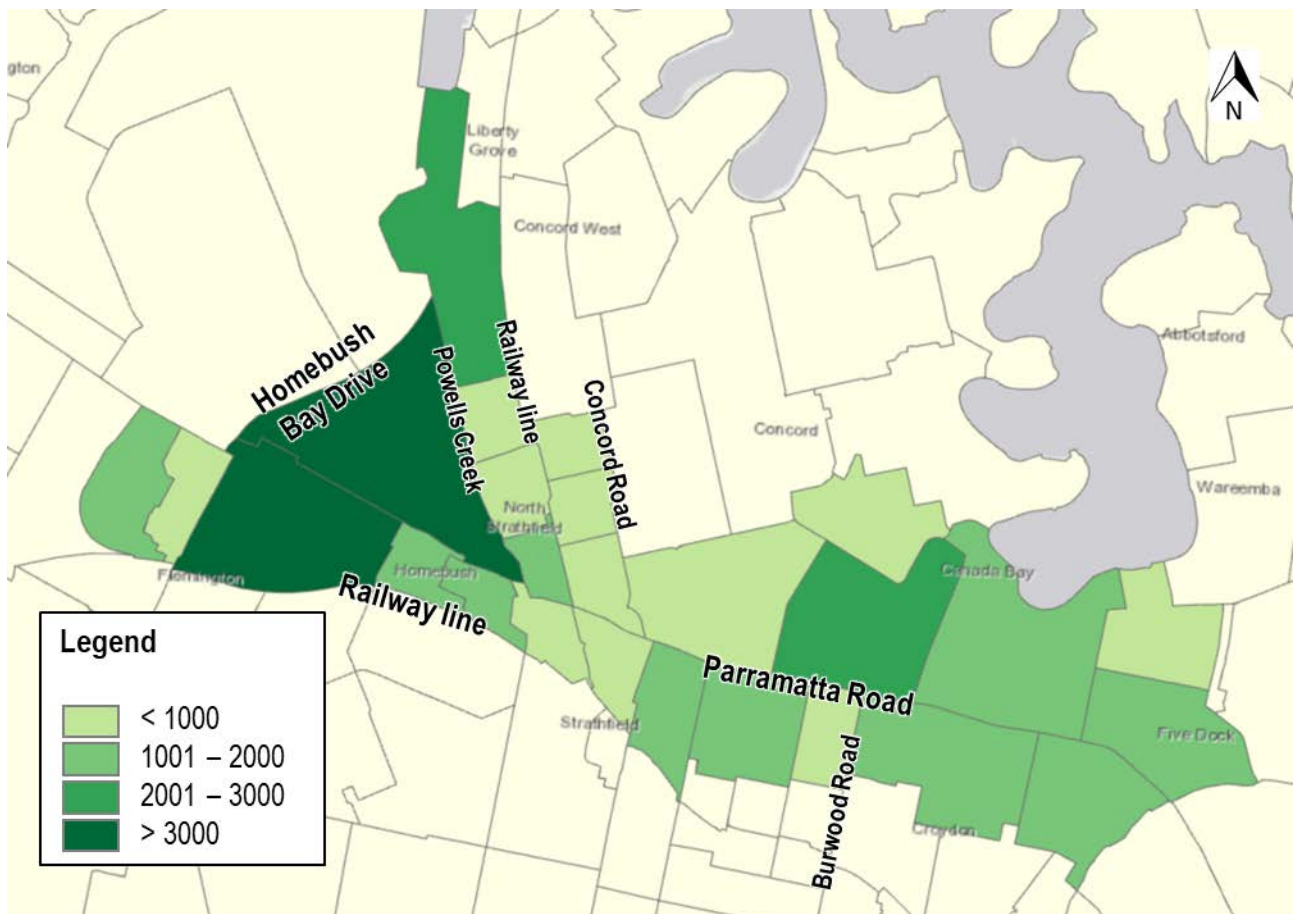 gton
N
Liberty
Grove
Concord West
Homebush
Bay Drive
Powells Creek
Railway line
Concord Road
Abbotsford
Concord
Wareemba
North
Strathfield
Flemington
Homebush
Canada Bay
Railway line
Parramatta Road
Strathfield
Five Dock
Burwood Road
Croydon
Legend
< 1000
1001 – 2000
2001 – 3000
> 3000